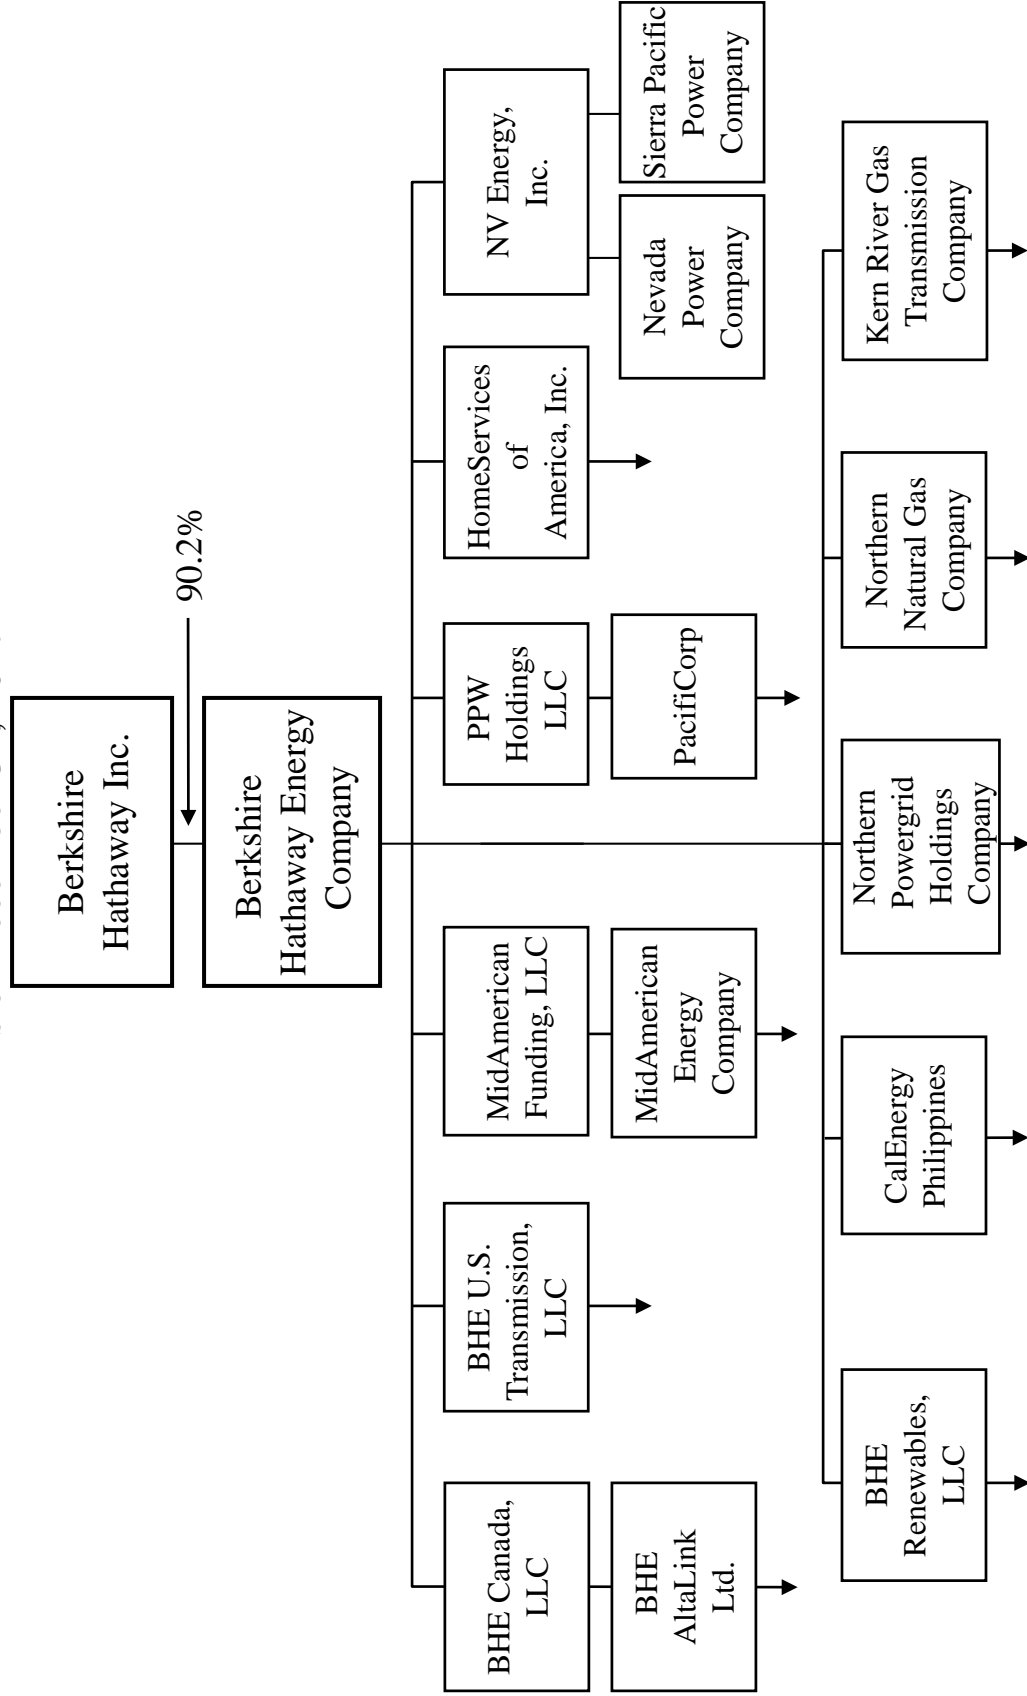 Berkshire
Hathaway Inc.
90.2%
Berkshire
Hathaway Energy
Company
BHE Canada,
LLC
BHE U.S.
Transmission,
LLC
MidAmerican
Funding, LLC
PPW
Holdings
LLC
HomeServices
of
America, Inc.
NV Energy,
Inc.
BHE
AltaLink
Ltd.
MidAmerican
Energy
Company
PacifiCorp
Nevada
Power
Company
Sierra Pacific
Power
Company
BHE
Renewables,
LLC
CalEnergy
Philippines
Northern
Powergrid
Holdings
Company
Northern
Natural Gas
Company
Kern River Gas
Transmission
Company